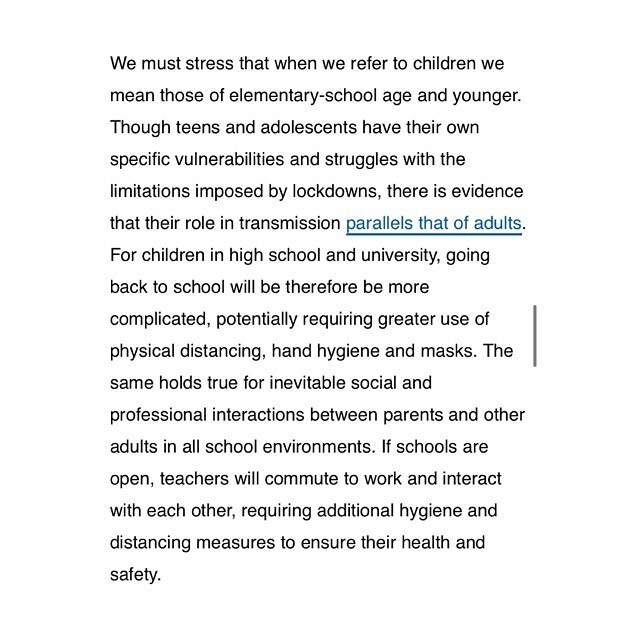 We must stress that when we refer to children we
mean those of elementary-school age and younger.
Though teens and adolescents have their own
specific vulnerabilities and struggles with the
limitations imposed by lockdowns, there is evidence
that their role in transmission parallels that of adults.
For children in high school and university, going
back to school will be therefore be more
complicated, potentially requiring greater use of
physical distancing, hand hygiene and masks. The
same holds true for inevitable social and
professional interactions between parents and other
adults in all school environments. If schools are
open, teachers will commute to work and interact
with each other, requiring additional hygiene and
distancing measures to ensure their health and
safety.